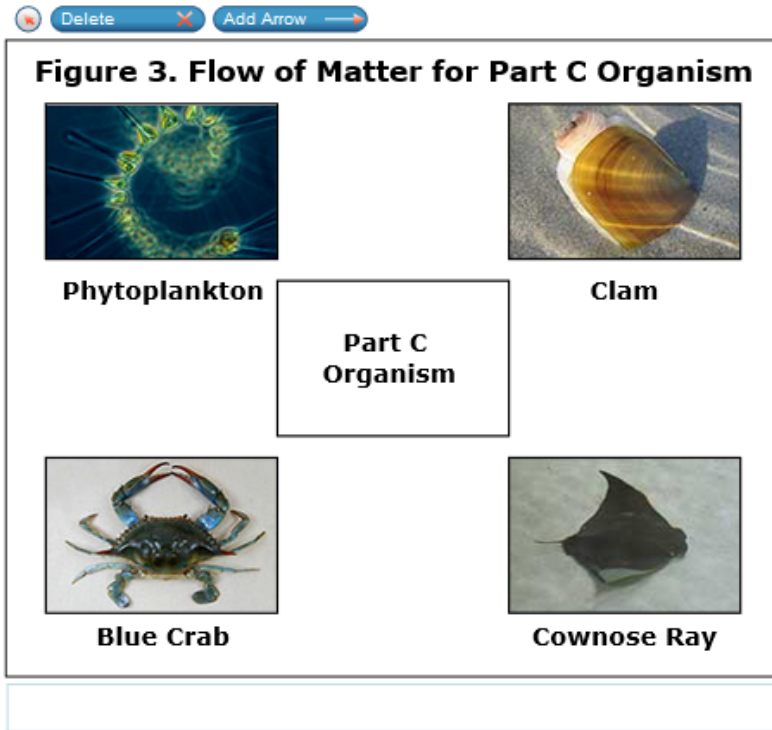 Delete
Add Arrow
Figure 3. Flow of Matter for Part C Organism
Phytoplankton
Clam
Part C
Organism
Blue Crab
Cownose Ray